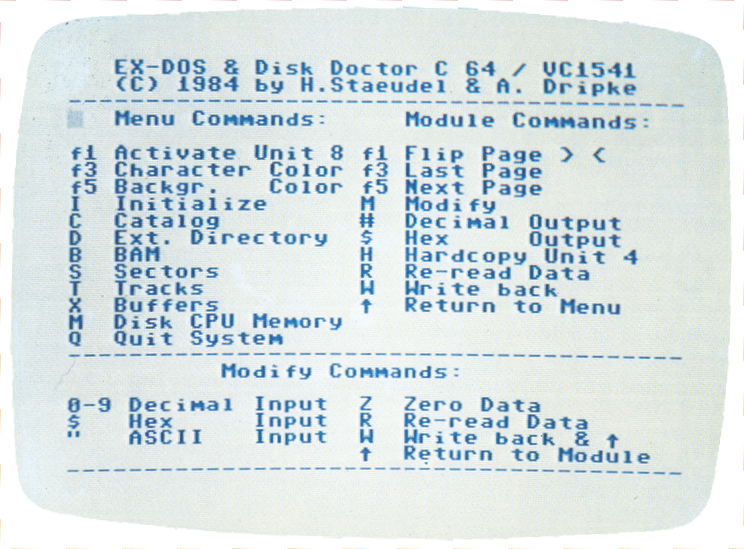 EX-DOS & Disk Doctor C 64 / VC1541
(C) 1984 by H.Staeudel & A. Dripke
Menu Commands: Module Commands:
f1 Activate Unit 8 f1 Flip Page > <
f3 Character Color f3 Last Page
f5 Backgr. Color f5 Next Page
I Initialize M Modify
C Catalog # Decimal Output
D Ext. Directory $ Hex Output
B BAM H Hardcopy Unit 4
S Sectors R Re-read Data
T Tracks W Write back
X Buffers ↑ Return to Menu
M Disk CPU Memory
Q Quit System
Modify Commands:
0-9 Decimal Input Z Zero Data
$ Hex Input R Re-read Data
" ASCII Input W Write back & ↑
↑ Return to Module